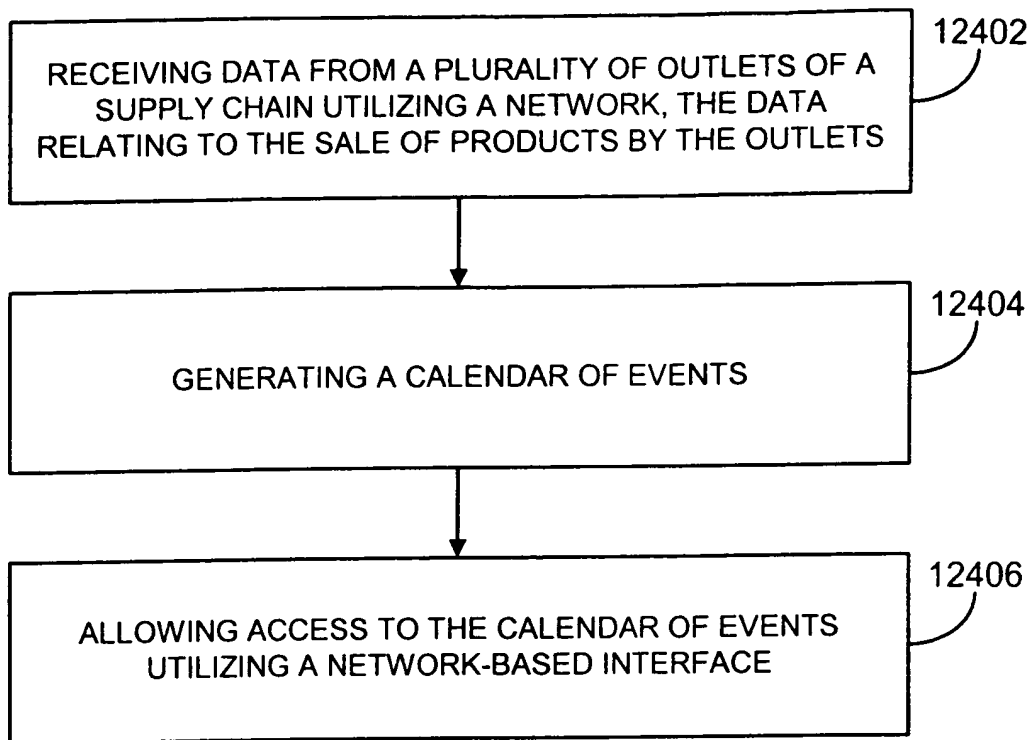 12402
RECEIVING DATA FROM A PLURALITY OF OUTLETS OF A
SUPPLY CHAIN UTILIZING A NETWORK, THE DATA
RELATING TO THE SALE OF PRODUCTS BY THE OUTLETS
12404
GENERATING A CALENDAR OF EVENTS
12406
ALLOWING ACCESS TO THE CALENDAR OF EVENTS
UTILIZING A NETWORK-BASED INTERFACE